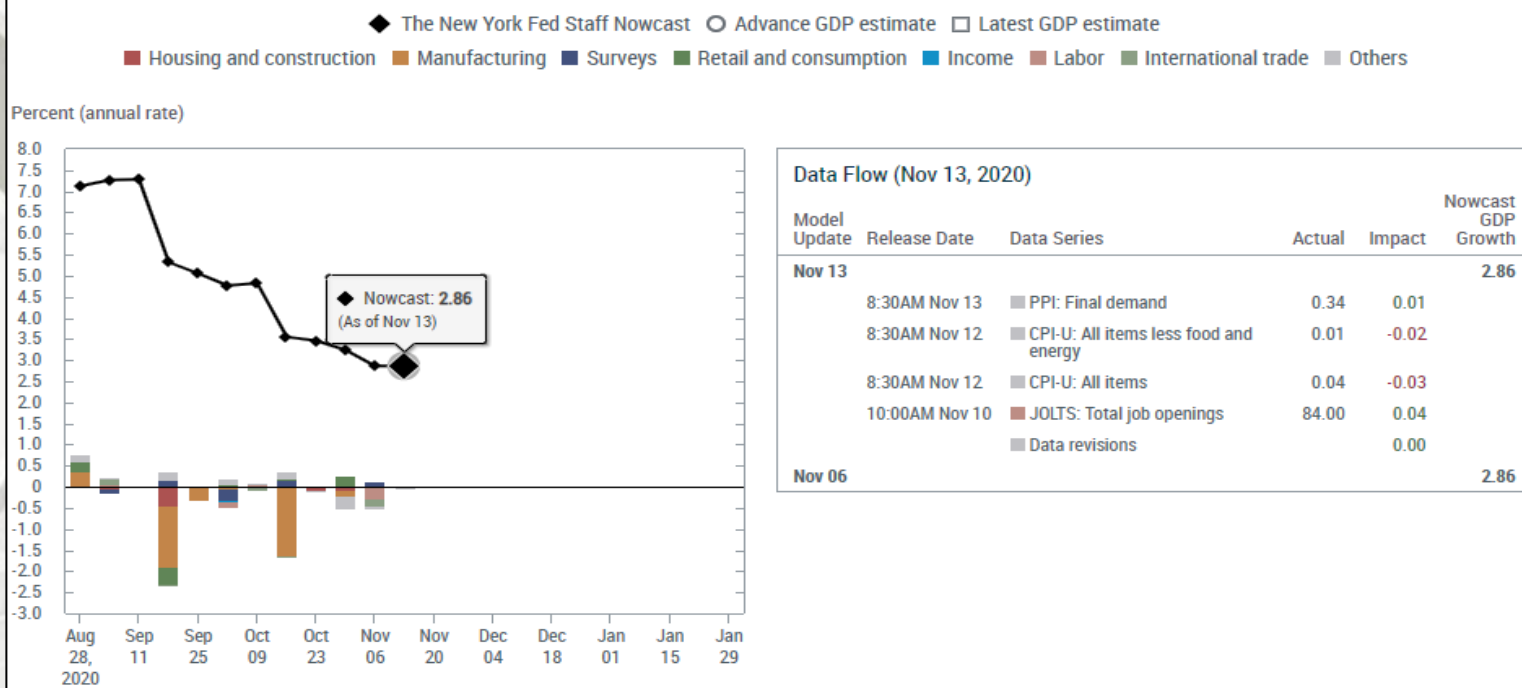 The New York Fed Staff Nowcast Advance GDP estimate Latest GDP estimate
Housing and construction Manufacturing Surveys Retail and consumption Income Labor International trade Others
Percent (annual rate)
8.0
7.5
7.0
6.5
6.0
5.5
5.0
4.5
4.0
3.5
3.0
2.5
2.0
1.5
1.0
0.5
0
-0.5
-1.0
-1.5
-2.0
-2.5
-3.0
Nowcast: 2.86
(As of Nov 13)
Aug 28, 2020
Sep 11
Sep 25
Oct 09
Oct 23
Nov 06
Nov 20
Dec 04
Dec 18
Jan 01
Jan 15
Jan 29
Data Flow (Nov 13, 2020)
Model Update Release Date Data Series Actual Impact Nowcast GDP Growth
Nov 13 2.86
8:30AM Nov 13 PPI: Final demand 0.34 0.01
8:30AM Nov 12 CPI-U: All items less food and energy 0.01 -0.02
8:30AM Nov 12 CPI-U: All items 0.04 -0.03
10:00AM Nov 10 JOLTS: Total job openings 84.00 0.04
Data revisions 0.00
Nov 06 2.86